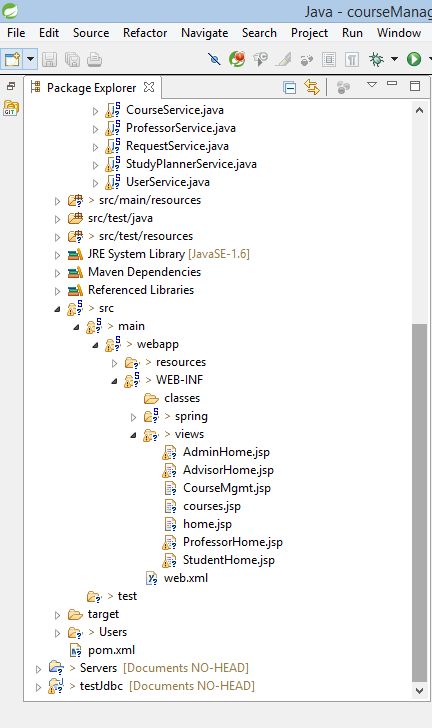 Java - courseManag
File Edit Source Refactor Navigate Search Project Run Window
Package Explorer
GIT
CourseService.java
ProfessorService.java
RequestService.java
StudyPlannerService.java
UserService.java
> src/main/resources
src/test/java
> src/test/resources
JRE System Library [JavaSE-1.6]
Maven Dependencies
Referenced Libraries
> src
> main
> webapp
> resources
> WEB-INF
classes
> spring
> views
AdminHome.jsp
AdvisorHome.jsp
CourseMgmt.jsp
courses.jsp
home.jsp
ProfessorHome.jsp
StudentHome.jsp
web.xml
> test
target
> Users
pom.xml
> Servers [Documents NO-HEAD]
> testJdbc [Documents NO-HEAD]